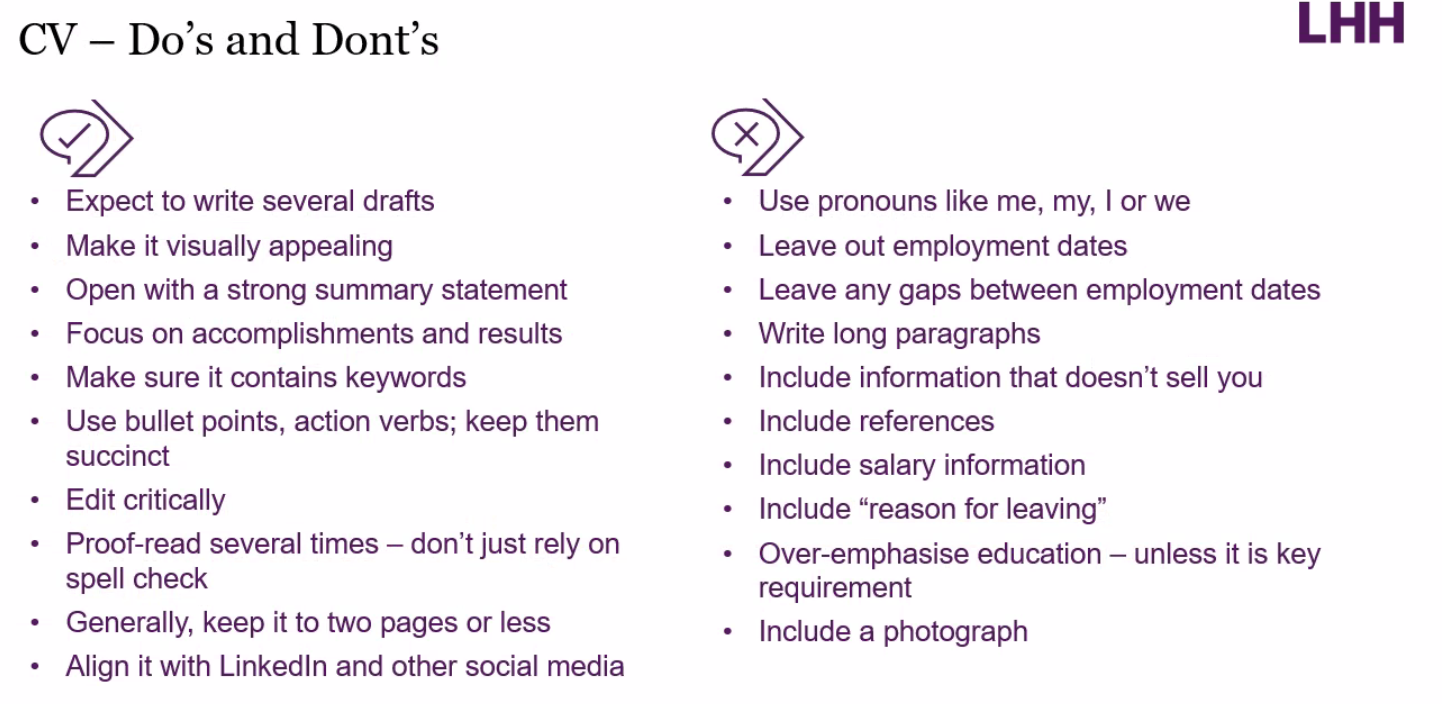 CV – Do’s and Dont’s
LHH
• Expect to write several drafts
• Make it visually appealing
• Open with a strong summary statement
• Focus on accomplishments and results
• Make sure it contains keywords
• Use bullet points, action verbs; keep them
succinct
• Edit critically
• Proof-read several times – don’t just rely on
spell check
• Generally, keep it to two pages or less
• Align it with LinkedIn and other social media
• Use pronouns like me, my, I or we
• Leave out employment dates
• Leave any gaps between employment dates
• Write long paragraphs
• Include information that doesn’t sell you
• Include references
• Include salary information
• Include “reason for leaving”
• Over-emphasise education – unless it is key
requirement
• Include a photograph